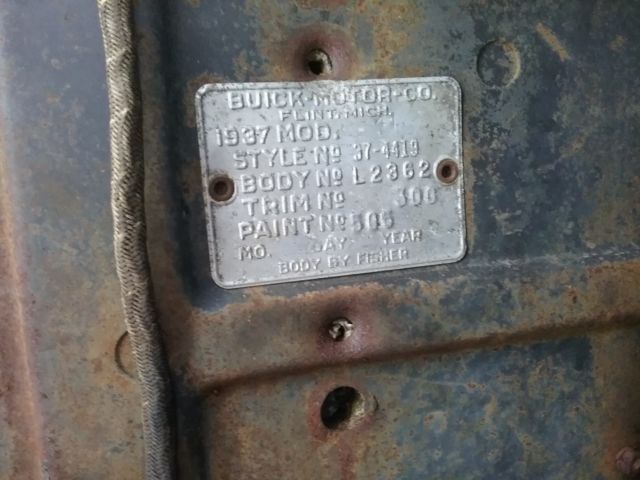 BUICK-MOTOR-CO.
FLINT, MICH.
1937 MOD.
STYLE Nº 37-4419
BODY Nº L2362
TRIM Nº 300
PAINT Nº 505
MO. DAY YEAR
BODY BY FISHER